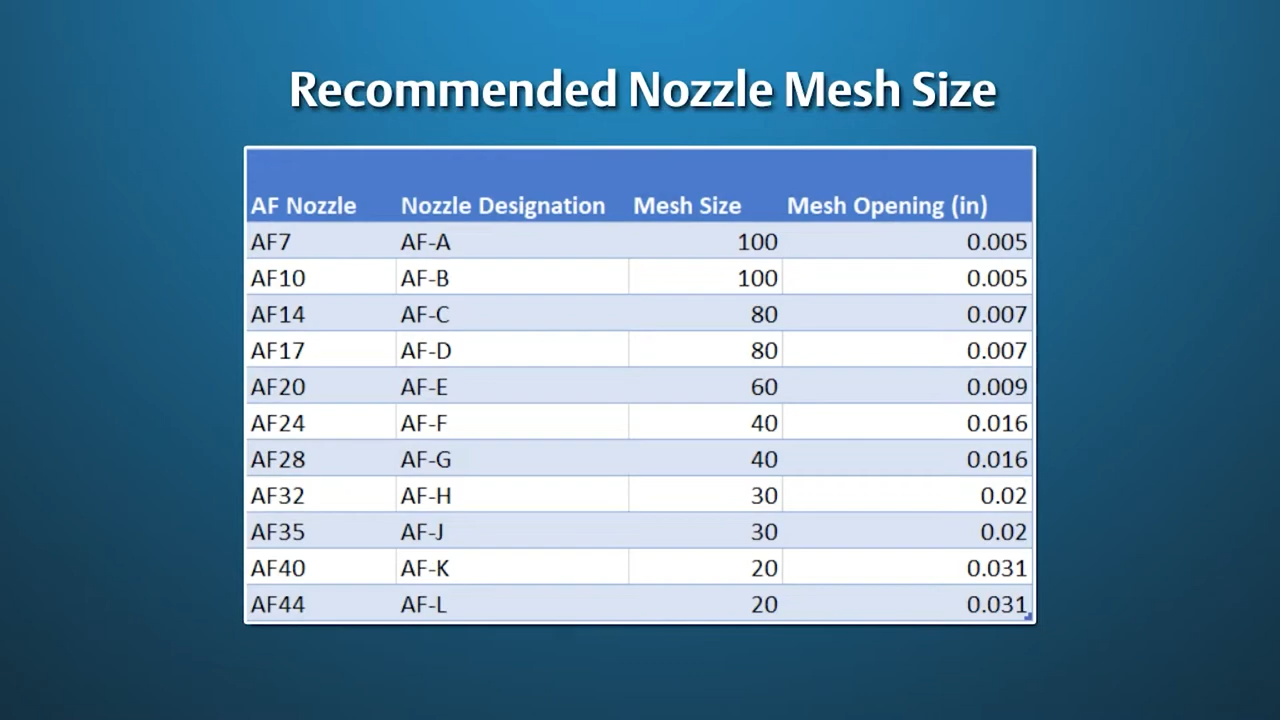 Recommended Nozzle Mesh Size
AF Nozzle Nozzle Designation Mesh Size Mesh Opening (in)
AF7 AF-A 100 0.005
AF10 AF-B 100 0.005
AF14 AF-C 80 0.007
AF17 AF-D 80 0.007
AF20 AF-E 60 0.009
AF24 AF-F 40 0.016
AF28 AF-G 40 0.016
AF32 AF-H 30 0.02
AF35 AF-J 30 0.02
AF40 AF-K 20 0.031
AF44 AF-L 20 0.031